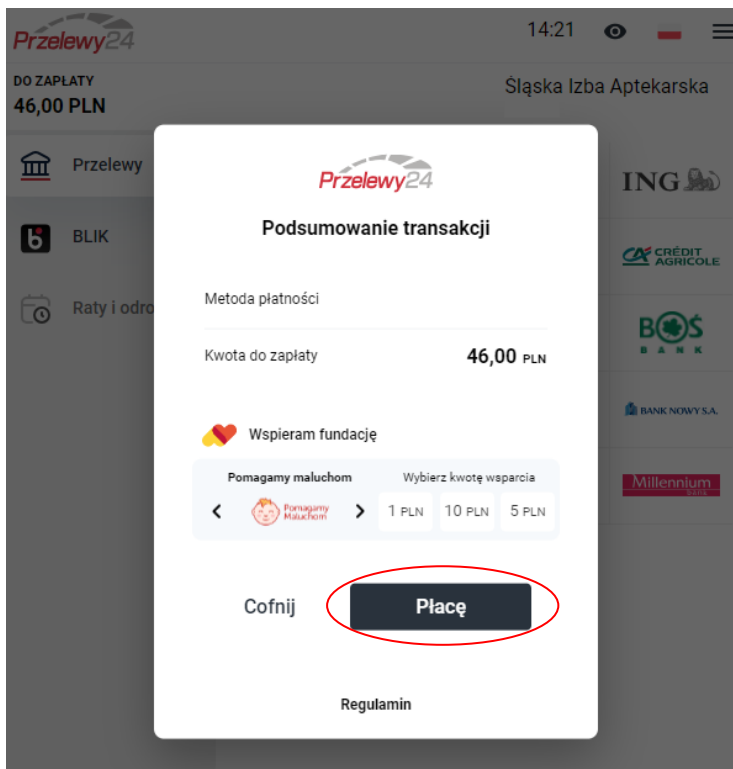 Przelewy24
14:21
DO ZAPŁATY
46,00 PLN
Śląska Izba Aptekarska
Przelewy
BLIK
Raty i odro
ING
CRÉDIT
AGRICOLE
BOŚ
BANK
BANK NOWY S.A.
Millennium
BANK
Przelewy24
Podsumowanie transakcji
Metoda płatności
Kwota do zapłaty 46,00 PLN
Wspieram fundację
Pomagamy maluchom Wybierz kwotę wsparcia
Pomagamy
Maluchom
1 PLN 10 PLN 5 PLN
Cofnij Płacę
Regulamin